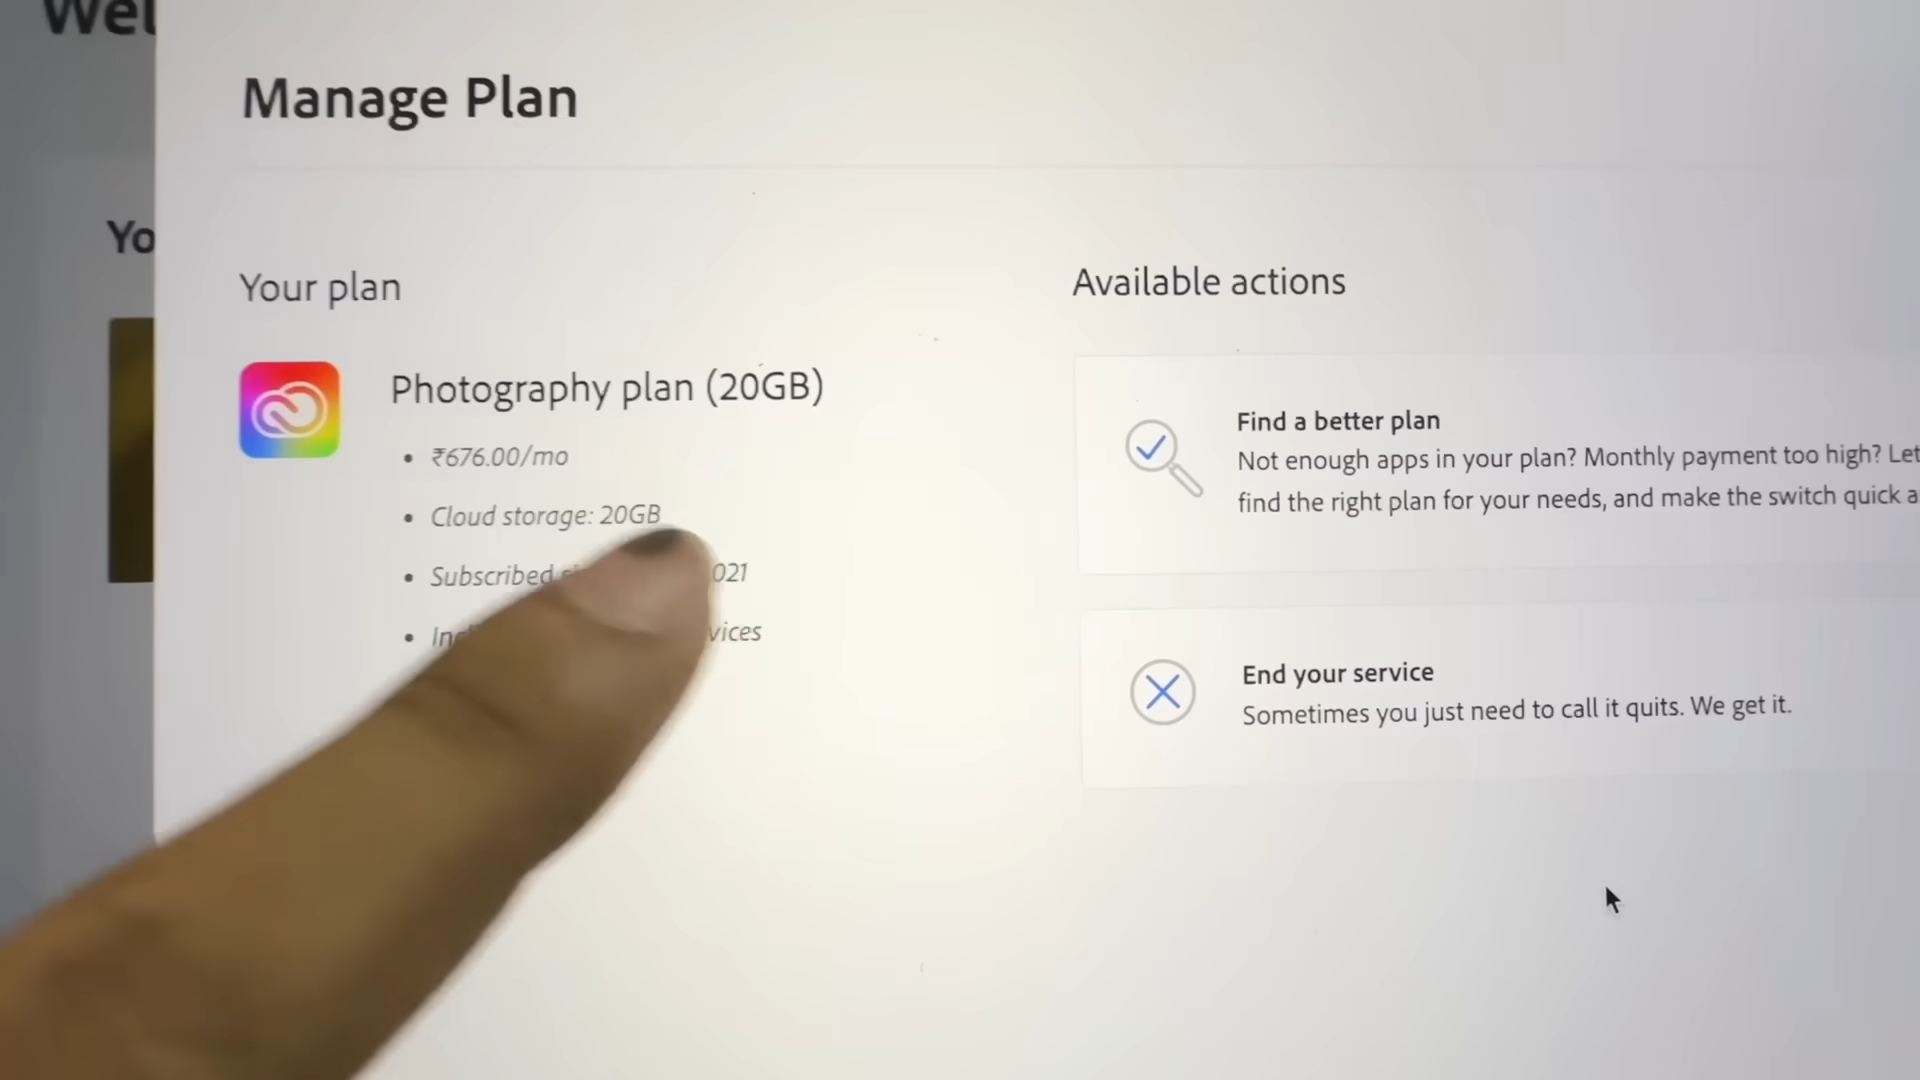 Wel
Manage Plan
Yo
Your plan
Photography plan (20GB)
• ₹676.00/mo
• Cloud storage: 20GB
• Subscribed 021
• vices
Available actions
Find a better plan
Not enough apps in your plan? Monthly payment too high? Let
find the right plan for your needs, and make the switch quick a
End your service
Sometimes you just need to call it quits. We get it.